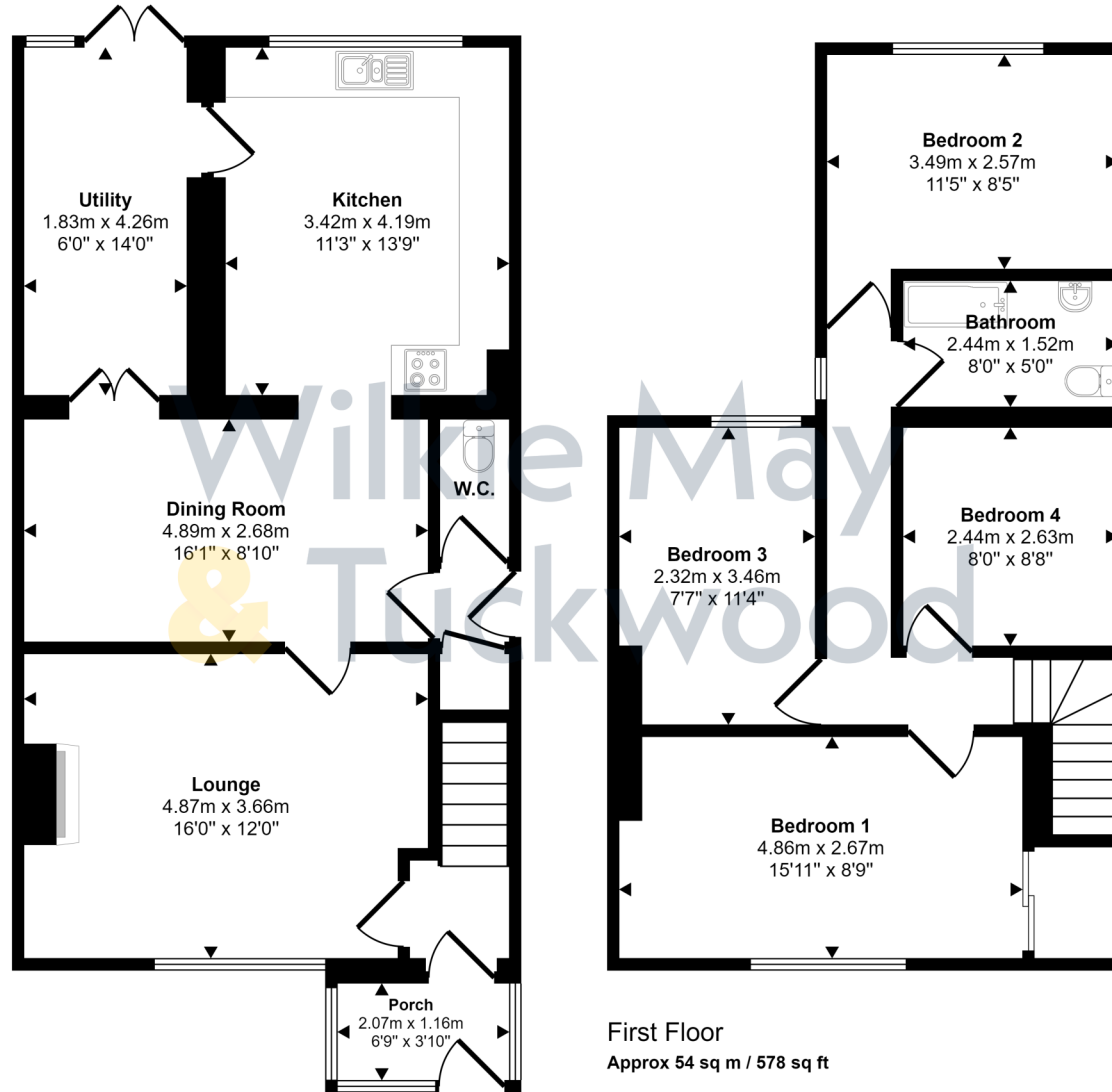 Utility
1.83m x 4.26m
6'0" x 14'0"
Kitchen
3.42m x 4.19m
11'3" x 13'9"
Dining Room
4.89m x 2.68m
16'1" x 8'10"
W.C.
Lounge
4.87m x 3.66m
16'0" x 12'0"
Porch
2.07m x 1.16m
6'9" x 3'10"
Bedroom 2
3.49m x 2.57m
11'5" x 8'5"
Bathroom
2.44m x 1.52m
8'0" x 5'0"
Bedroom 3
2.32m x 3.46m
7'7" x 11'4"
Bedroom 4
2.44m x 2.63m
8'0" x 8'8"
Bedroom 1
4.86m x 2.67m
15'11" x 8'9"
First Floor
Approx 54 sq m / 578 sq ft
Wilkie May
& Tuckwood